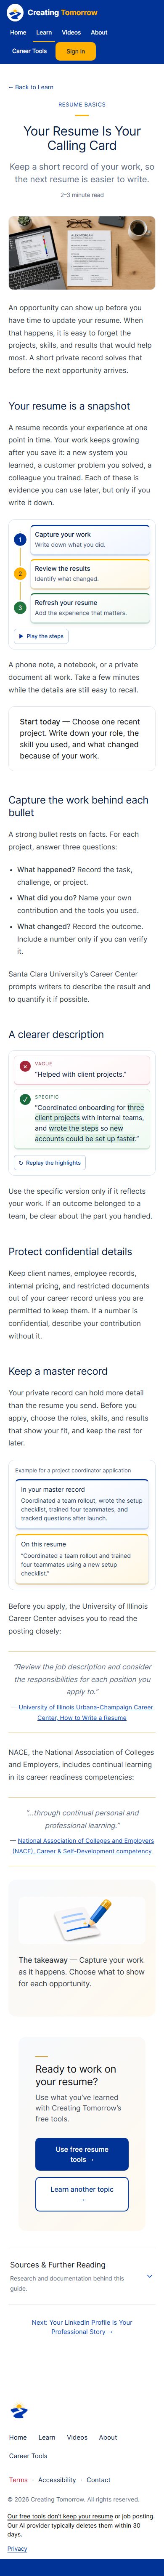 Creating Tomorrow
Home Learn Videos About
Career Tools Sign In
← Back to Learn
RESUME BASICS
Your Resume Is Your
Calling Card
Keep a short record of your work, so
the next resume is easier to write.
2–3 minute read
An opportunity can show up before you
have time to update your resume. When
that happens, it is easy to forget the
projects, skills, and results that would help
most. A short private record solves that
before the next opportunity arrives.
Your resume is a snapshot
A resume records your experience at one
point in time. Your work keeps growing
after you save it: a new system you
learned, a customer problem you solved, a
colleague you trained. Each of these is
evidence you can use later, but only if you
wrote it down.
1
Capture your work
Write down what you did.
2
Review the results
Identify what changed.
3
Refresh your resume
Add the experience that matters.
▶ Play the steps
A phone note, a notebook, or a private
document all work. Take a few minutes
while the details are still easy to recall.
Start today — Choose one recent
project. Write down your role, the
skill you used, and what changed
because of your work.
Capture the work behind each
bullet
A strong bullet rests on facts. For each
project, answer three questions:
• What happened? Record the task,
challenge, or project.
• What did you do? Name your own
contribution and the tools you used.
• What changed? Record the outcome.
Include a number only if you can verify
it.
Santa Clara University's Career Center
prompts writers to describe the result and
to quantify it if possible.
A clearer description
VAGUE
"Helped with client projects."
SPECIFIC
"Coordinated onboarding for three
client projects with internal teams,
and wrote the steps so new
accounts could be set up faster."
↻ Replay the highlights
Use the specific version only if it reflects
your work. If an outcome belonged to a
team, be clear about the part you handled.
Protect confidential details
Keep client names, employee records,
internal pricing, and restricted documents
out of your career record unless you are
permitted to keep them. If a number is
confidential, describe your contribution
without it.
Keep a master record
Your private record can hold more detail
than the resume you send. Before you
apply, choose the roles, skills, and results
that show your fit, and keep the rest for
later.
Example for a project coordinator application
In your master record
Coordinated a team rollout, wrote the setup
checklist, trained four teammates, and
tracked questions after launch.
On this resume
"Coordinated a team rollout and trained
four teammates using a new setup
checklist."
Before you apply, the University of Illinois
Career Center advises you to read the
posting closely:
"Review the job description and consider
the responsibilities for each position you
apply to."
— University of Illinois Urbana-Champaign Career
Center, How to Write a Resume
NACE, the National Association of Colleges
and Employers, includes continual learning
in its career readiness competencies:
"...through continual personal and
professional learning."
— National Association of Colleges and Employers
(NACE), Career & Self-Development competency
The takeaway — Capture your work
as it happens. Choose what to show
for each opportunity.
Ready to work on
your resume?
Use what you've learned
with Creating Tomorrow's
free tools.
Use free resume
tools →
Learn another topic
→
Sources & Further Reading
Research and documentation behind this
guide.
Next: Your LinkedIn Profile Is Your
Professional Story →
Home Learn Videos About
Career Tools
Terms · Accessibility · Contact
© 2026 Creating Tomorrow. All rights reserved.
Our free tools don't keep your resume or job posting.
Our AI provider typically deletes them within 30
days.
Privacy